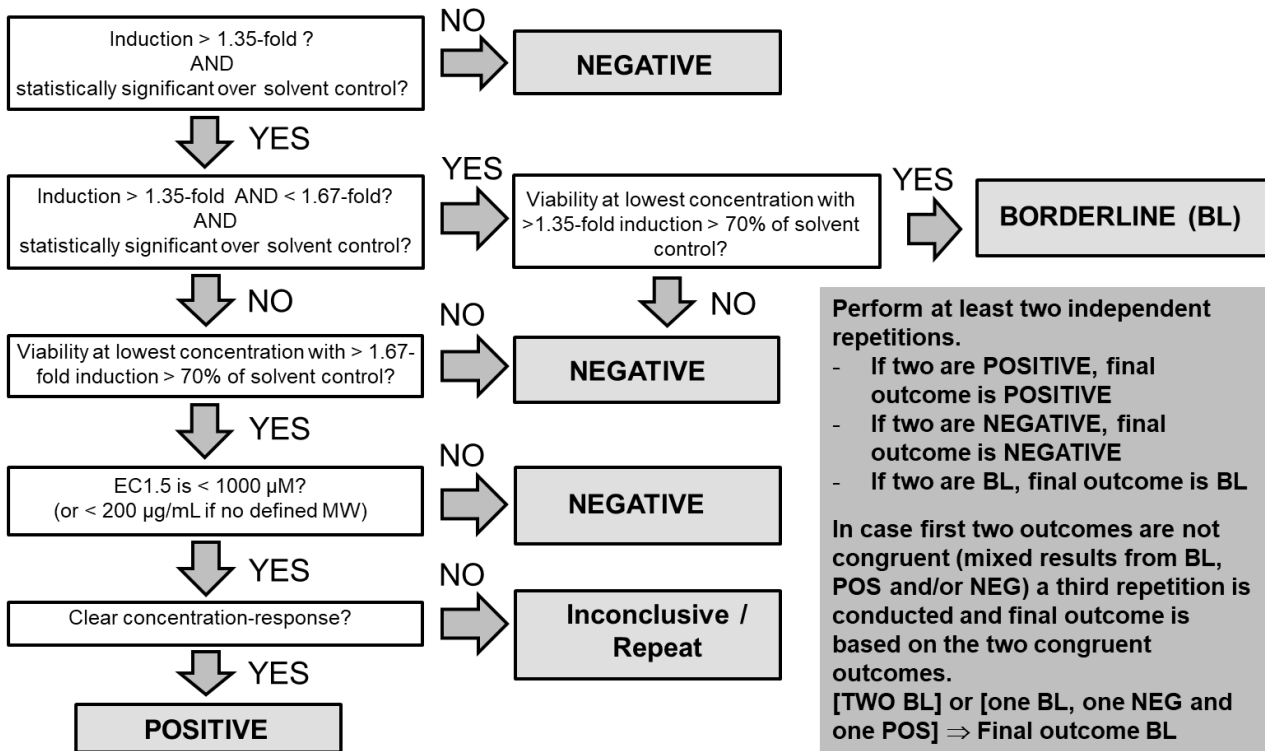 Induction > 1.35-fold ?
AND
statistically significant over solvent control?
NO
NEGATIVE
YES
Induction > 1.35-fold AND < 1.67-fold?
AND
statistically significant over solvent control?
YES
Viability at lowest concentration with
>1.35-fold induction > 70% of solvent
control?
YES
BORDERLINE (BL)
NO
NO
Viability at lowest concentration with > 1.67-
fold induction > 70% of solvent control?
NO
NEGATIVE
YES
EC1.5 is < 1000 µM?
(or < 200 µg/mL if no defined MW)
NO
NEGATIVE
YES
Clear concentration-response?
NO
Inconclusive /
Repeat
YES
POSITIVE
Perform at least two independent
repetitions.
- If two are POSITIVE, final
outcome is POSITIVE
- If two are NEGATIVE, final
outcome is NEGATIVE
- If two are BL, final outcome is BL
In case first two outcomes are not
congruent (mixed results from BL,
POS and/or NEG) a third repetition is
conducted and final outcome is
based on the two congruent
outcomes.
[TWO BL] or [one BL, one NEG and
one POS] ⇒ Final outcome BL